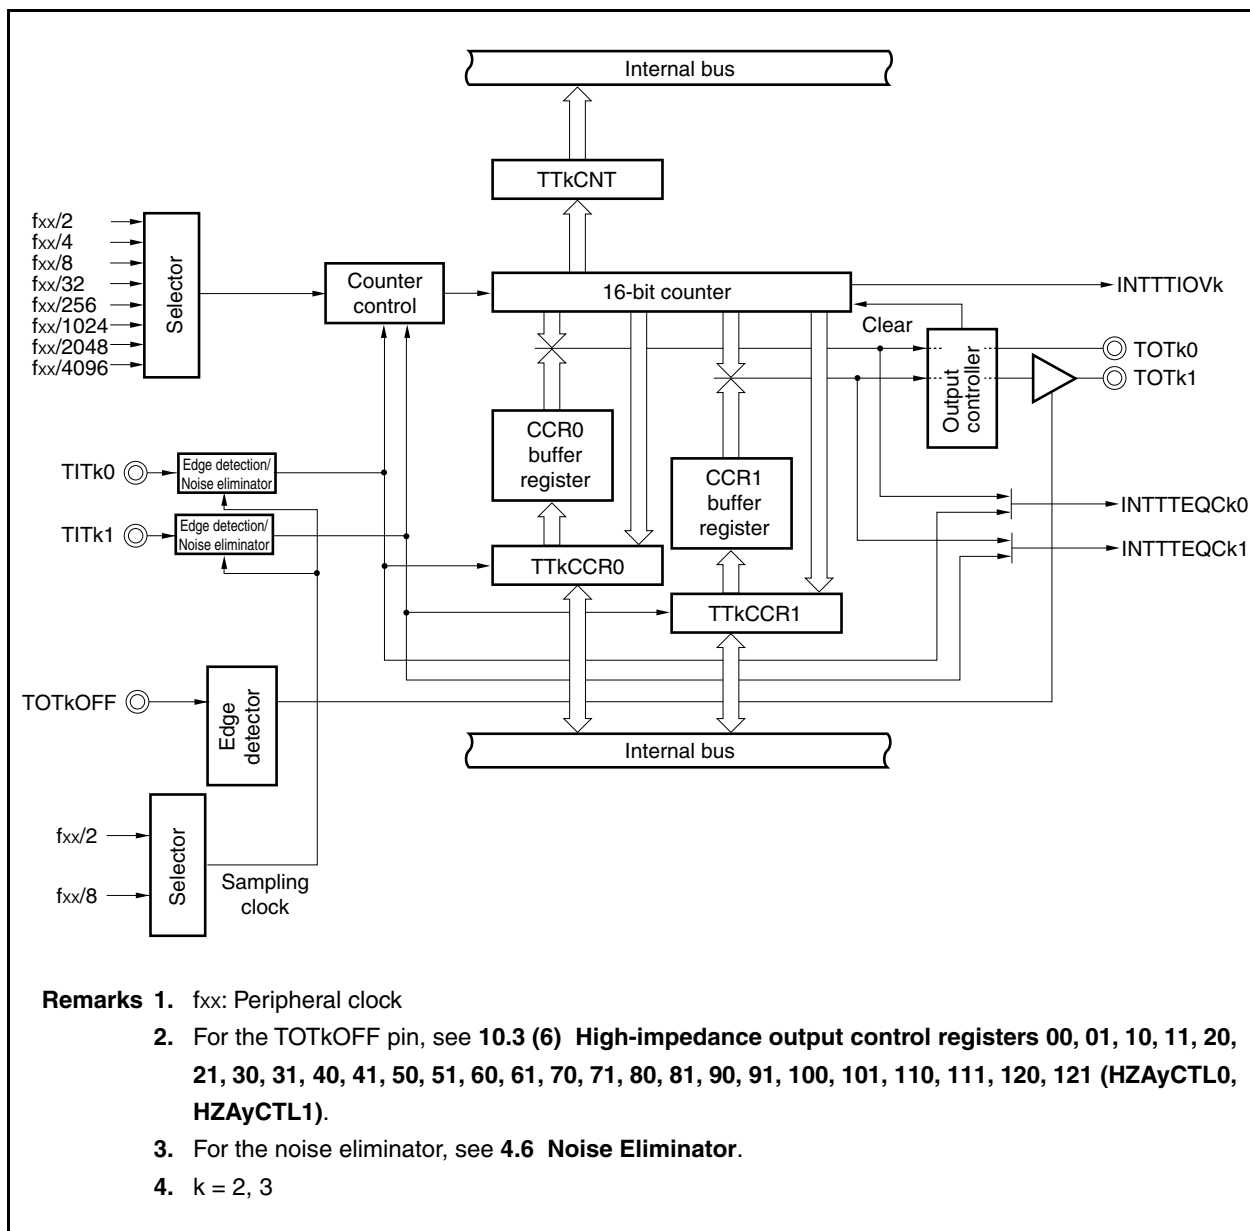 Internal bus
TTkCNT
fxx/2
fxx/4
fxx/8
fxx/32
fxx/256
fxx/1024
fxx/2048
fxx/4096
Selector
Counter
control
16-bit counter
INTTTIOVk
Clear
TOTk0
TOTk1
Output
controller
CCR0
buffer
register
CCR1
buffer
register
TITk0
Edge detection/
Noise eliminator
TITk1
Edge detection/
Noise eliminator
INTTTEQCk0
INTTTEQCk1
TTkCCR0
TTkCCR1
TOTkOFF
Edge
detector
Internal bus
fxx/2
fxx/8
Selector
Sampling
clock
Remarks 1. fxx: Peripheral clock
2. For the TOTkOFF pin, see 10.3 (6) High-impedance output control registers 00, 01, 10, 11, 20,
21, 30, 31, 40, 41, 50, 51, 60, 61, 70, 71, 80, 81, 90, 91, 100, 101, 110, 111, 120, 121 (HZAyCTL0,
HZAyCTL1).
3. For the noise eliminator, see 4.6 Noise Eliminator.
4. k = 2, 3